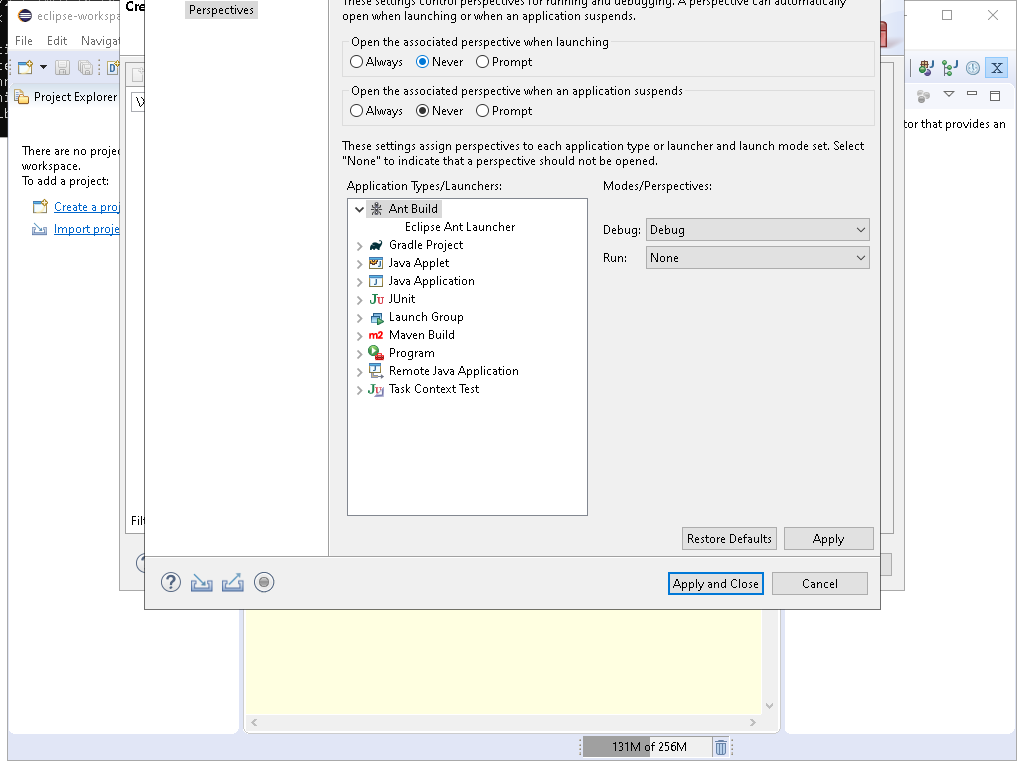 Perspectives
These settings control perspectives for running and debugging. A perspective can automatically
open when launching or when an application suspends.
eclipse-workspa
Cre
File Edit Navigat
Open the associated perspective when launching
Always Never Prompt
Project Explorer
Open the associated perspective when an application suspends
Always Never Prompt
tor that provides an
There are no projec
workspace.
To add a project:
Create a proj
Import proje
These settings assign perspectives to each application type or launcher and launch mode set. Select
"None" to indicate that a perspective should not be opened.
Application Types/Launchers:
Modes/Perspectives:
Ant Build
Eclipse Ant Launcher
Gradle Project
Java Applet
Java Application
JUnit
Launch Group
Maven Build
Program
Remote Java Application
Task Context Test
Debug: Debug
Run: None
Filt
Restore Defaults Apply
Apply and Close Cancel
131M of 256M